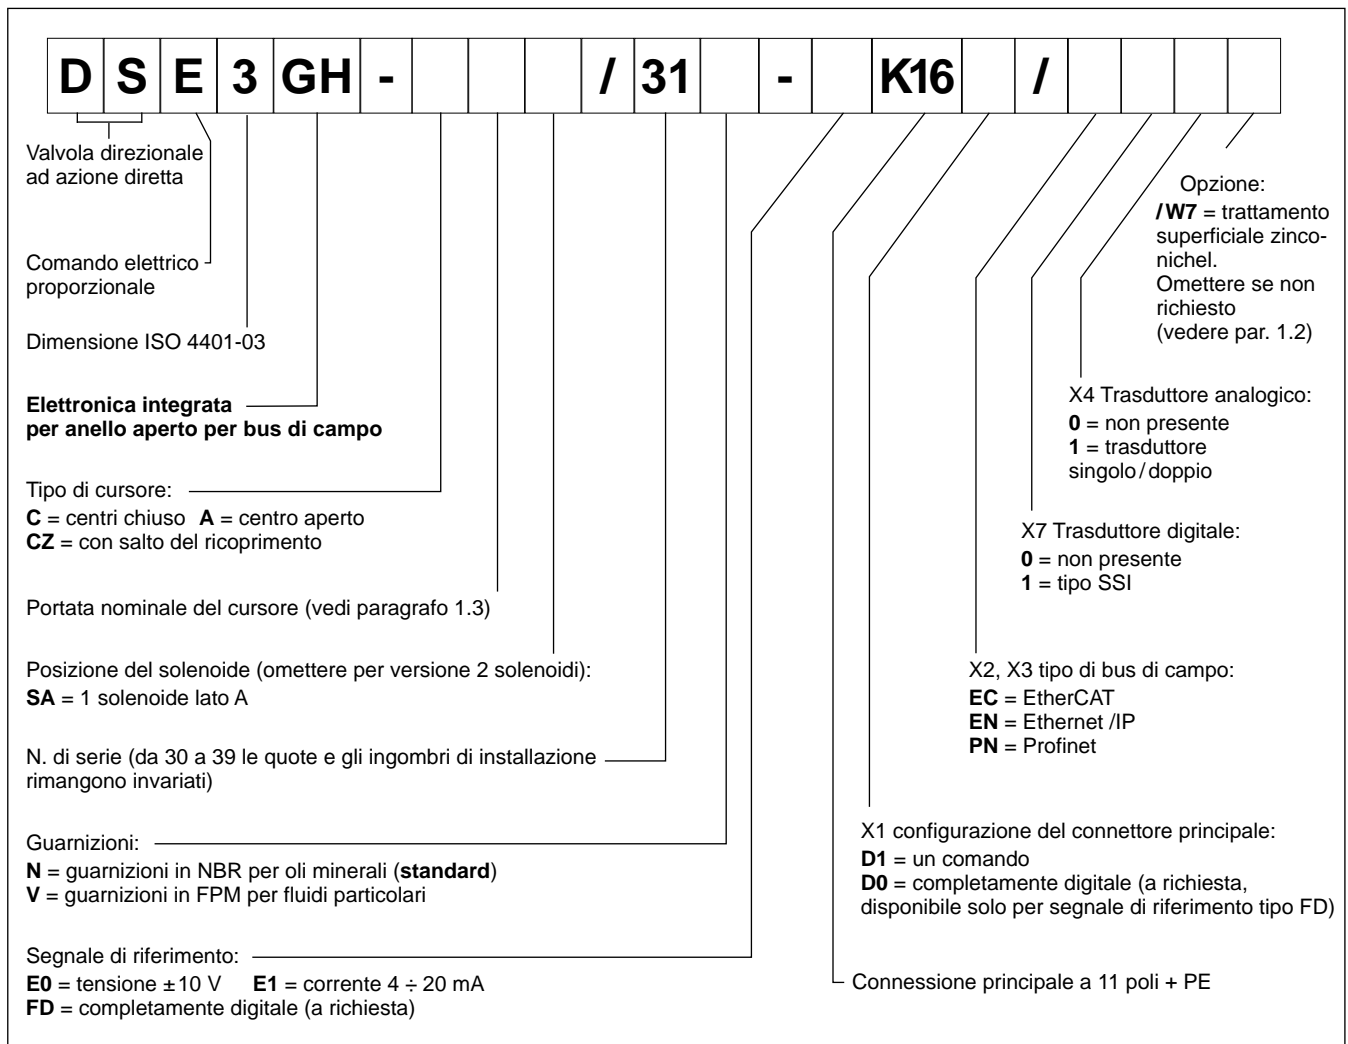 D S E 3 GH - / 31 - K16 /
Valvola direzionale
ad azione diretta
Comando elettrico
proporzionale
Dimensione ISO 4401-03
Elettronica integrata
per anello aperto per bus di campo
Tipo di cursore:
C = centri chiuso A = centro aperto
CZ = con salto del ricoprimento
Portata nominale del cursore (vedi paragrafo 1.3)
Posizione del solenoide (omettere per versione 2 solenoidi):
SA = 1 solenoide lato A
N. di serie (da 30 a 39 le quote e gli ingombri di installazione
rimangono invariati)
Guarnizioni:
N = guarnizioni in NBR per oli minerali (standard)
V = guarnizioni in FPM per fluidi particolari
Segnale di riferimento:
E0 = tensione ±10 V E1 = corrente 4 ÷ 20 mA
FD = completamente digitale (a richiesta)
Opzione:
/W7 = trattamento
superficiale zinco-
nichel.
Omettere se non
richiesto
(vedere par. 1.2)
X4 Trasduttore analogico:
0 = non presente
1 = trasduttore
singolo/doppio
X7 Trasduttore digitale:
0 = non presente
1 = tipo SSI
X2, X3 tipo di bus di campo:
EC = EtherCAT
EN = Ethernet /IP
PN = Profinet
X1 configurazione del connettore principale:
D1 = un comando
D0 = completamente digitale (a richiesta,
disponibile solo per segnale di riferimento tipo FD)
Connessione principale a 11 poli + PE